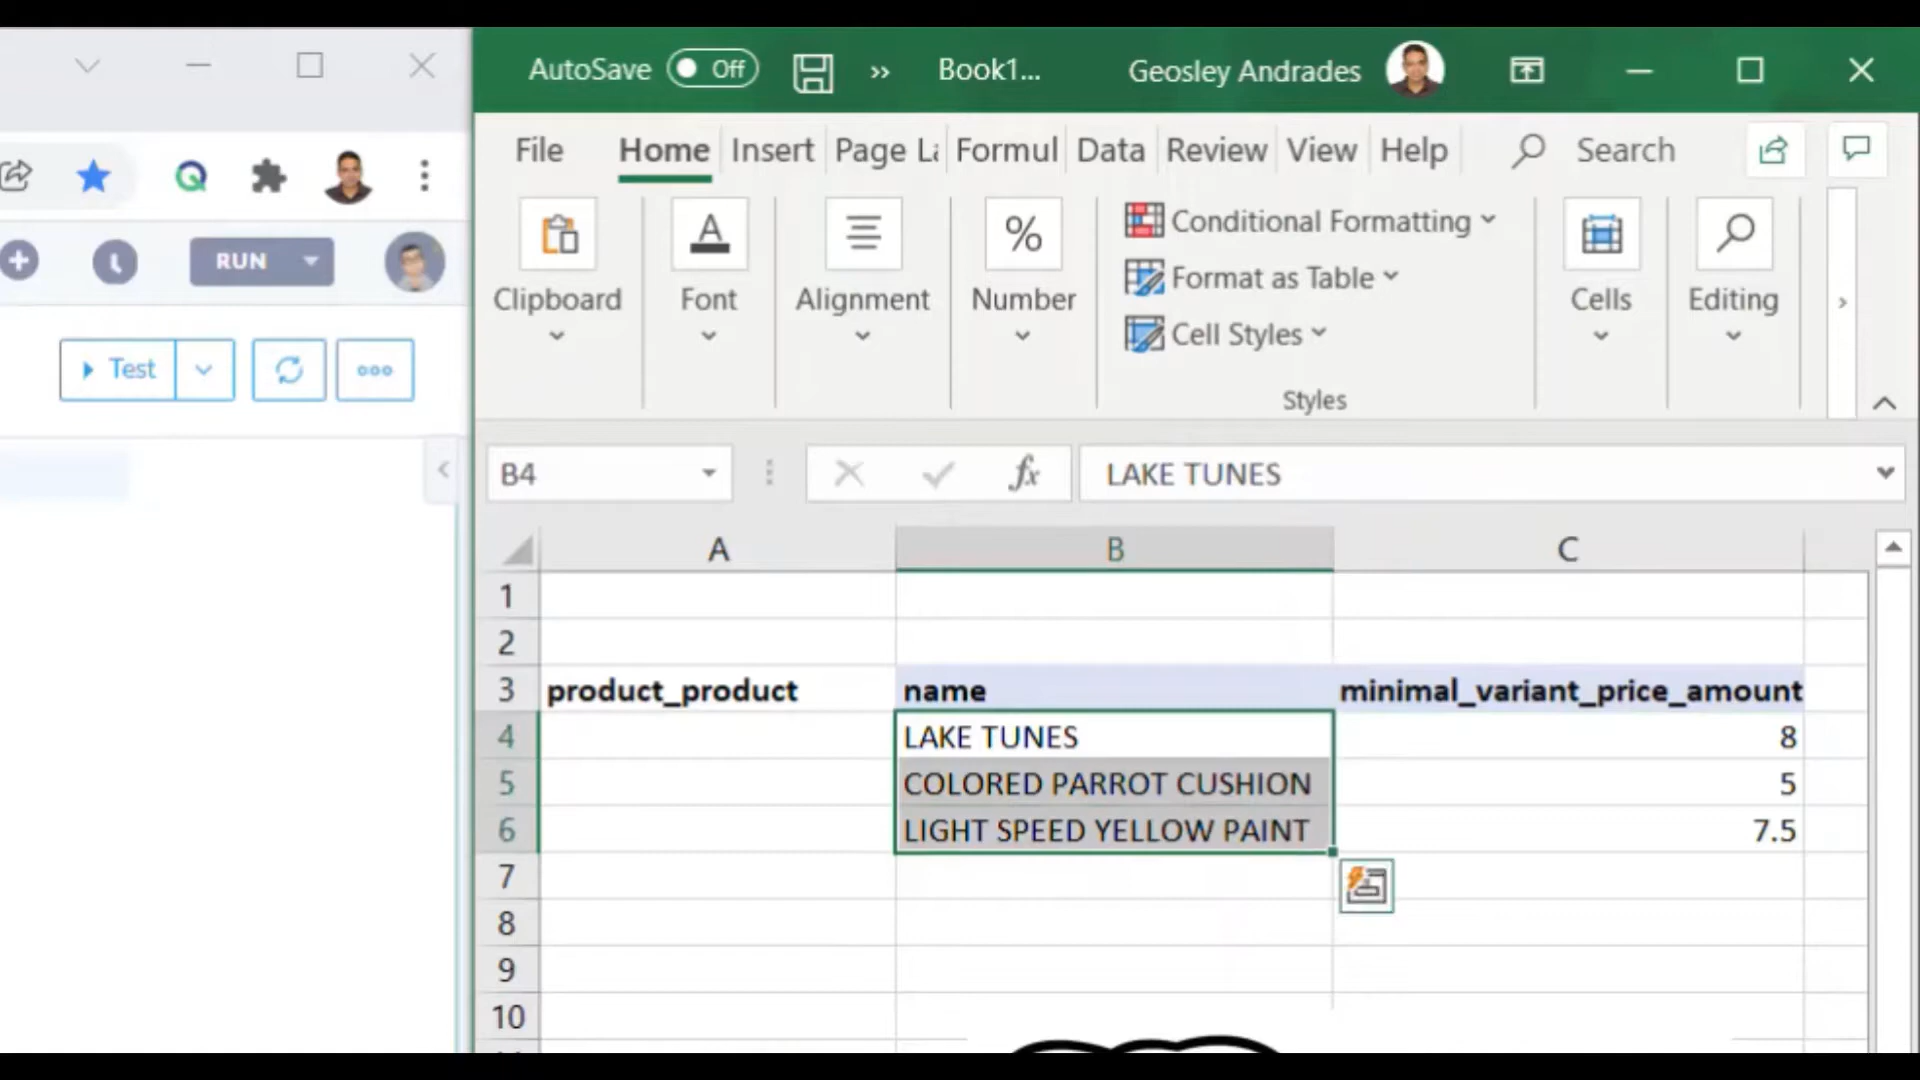 AutoSave Off Book1... Geosley Andrades
File Home Insert Page La Formul Data Review View Help Search
RUN
Test
Clipboard Font Alignment Number Conditional Formatting Format as Table Cell Styles Styles Cells Editing
B4 fx LAKE TUNES
A B C
1
2
3 product_product name minimal_variant_price_amount
4 LAKE TUNES 8
5 COLORED PARROT CUSHION 5
6 LIGHT SPEED YELLOW PAINT 7.5
7
8
9
10